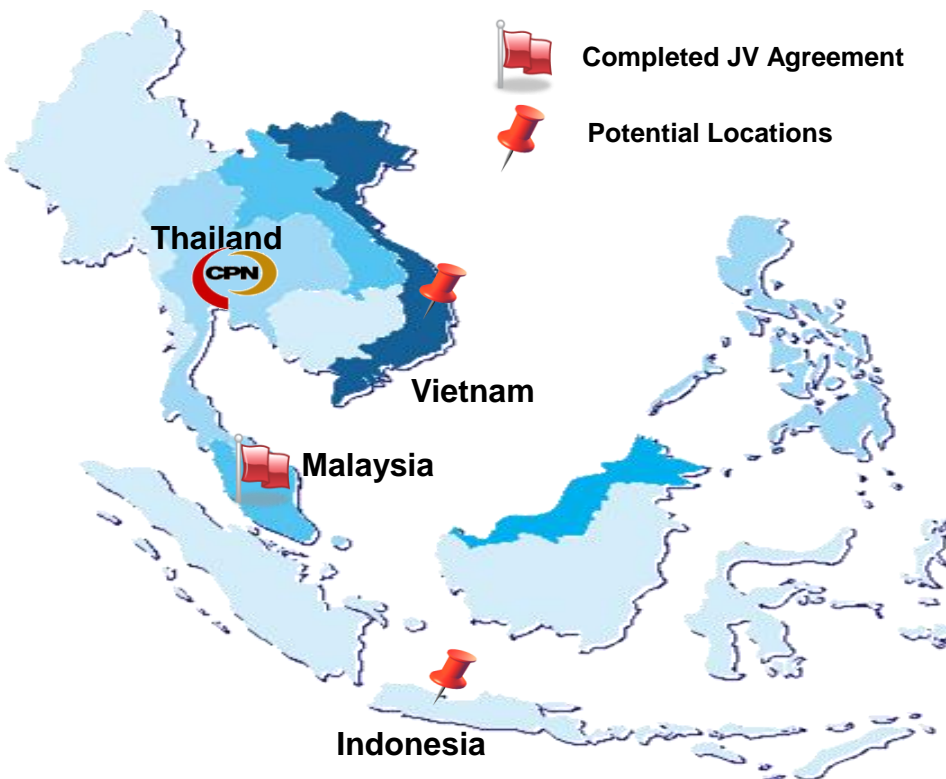 Completed JV Agreement
Potential Locations
Thailand
CPN
Vietnam
Malaysia
Indonesia